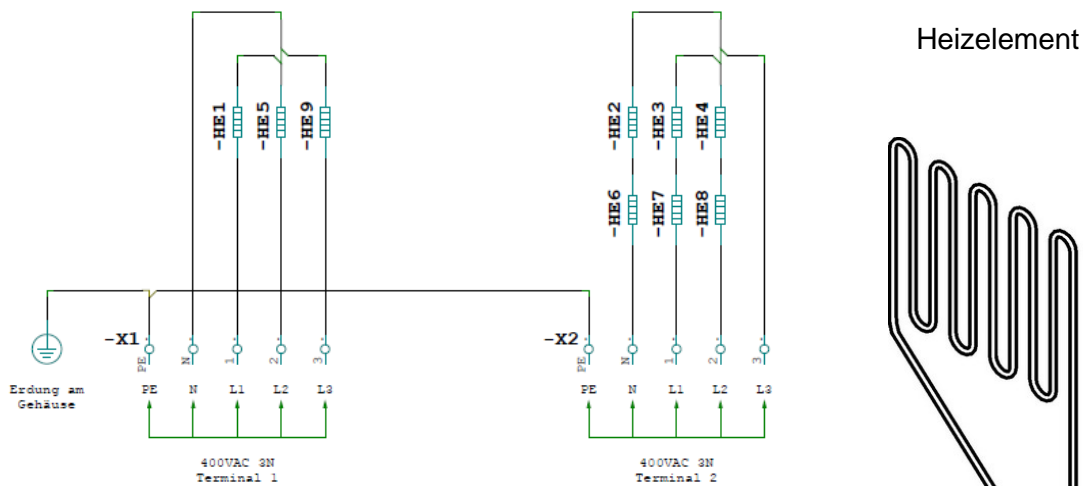 Heizelement
-HE1
-HE5
-HE9
-HE2
-HE3
-HE4
-HE6
-HE7
-HE8
-X1
PE
N
1
2
3
-X2
PE
N
1
2
3
Erdung am
Gehäuse
PE
N
L1
L2
L3
PE
N
L1
L2
L3
400VAC 3N
Terminal 1
400VAC 3N
Terminal 2